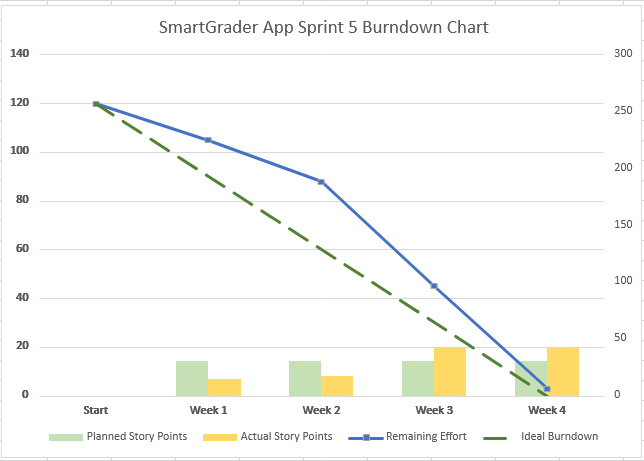 SmartGrader App Sprint 5 Burndown Chart
140 300
120 250
100 200
80 150
60 100
40 50
20 0
0
Start Week 1 Week 2 Week 3 Week 4
Planned Story Points Actual Story Points Remaining Effort Ideal Burndown